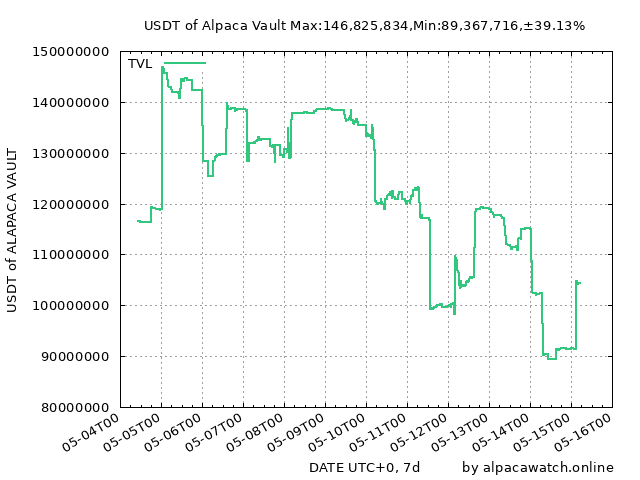 USDT of Alpaca Vault Max:146,825,834,Min:89,367,716,±39.13%
TVL
150000000
140000000
130000000
120000000
110000000
100000000
90000000
80000000
USDT of ALAPACA VAULT
05-04T00
05-05T00
05-06T00
05-07T00
05-08T00
05-09T00
05-10T00
05-11T00
05-12T00
05-13T00
05-14T00
05-15T00
05-16T00
DATE UTC+0, 7d
by alpacawatch.online